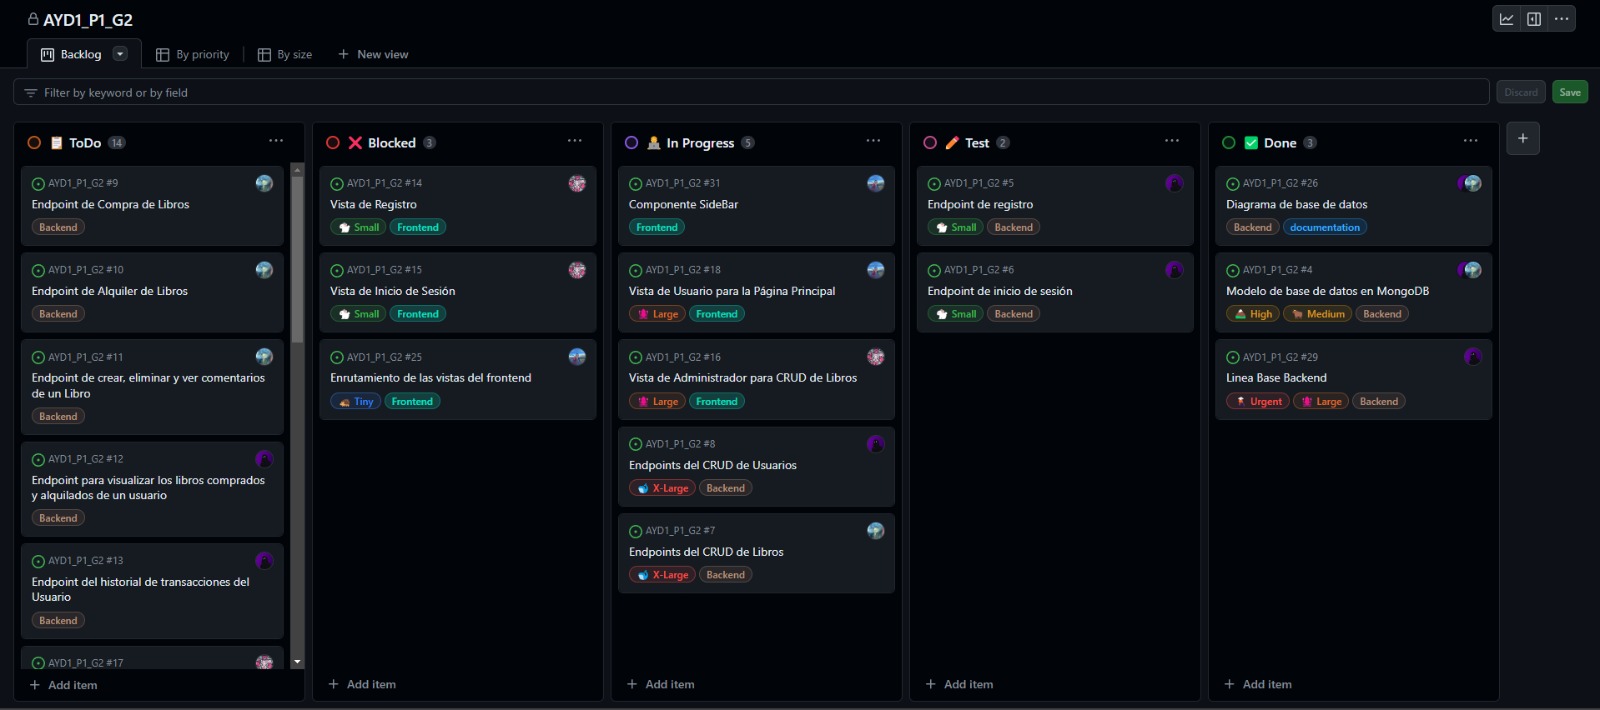 AYD1_P1_G2
Backlog
By priority
By size
New view
Filter by keyword or by field
Discard
Save
ToDo 14
AYD1_P1_G2 #9
Endpoint de Compra de Libros
Backend
AYD1_P1_G2 #10
Endpoint de Alquiler de Libros
Backend
AYD1_P1_G2 #11
Endpoint de crear, eliminar y ver comentarios
de un Libro
Backend
AYD1_P1_G2 #12
Endpoint para visualizar los libros comprados
y alquilados de un usuario
Backend
AYD1_P1_G2 #13
Endpoint del historial de transacciones del
Usuario
Backend
AYD1_P1_G2 #17
Add item
Blocked 3
AYD1_P1_G2 #14
Vista de Registro
Small Frontend
AYD1_P1_G2 #15
Vista de Inicio de Sesión
Small Frontend
AYD1_P1_G2 #25
Enrutamiento de las vistas del frontend
Tiny Frontend
Add item
In Progress 5
AYD1_P1_G2 #31
Componente SideBar
Frontend
AYD1_P1_G2 #18
Vista de Usuario para la Página Principal
Large Frontend
AYD1_P1_G2 #16
Vista de Administrador para CRUD de Libros
Large Frontend
AYD1_P1_G2 #8
Endpoints del CRUD de Usuarios
X-Large Backend
AYD1_P1_G2 #7
Endpoints del CRUD de Libros
X-Large Backend
Add item
Test 2
AYD1_P1_G2 #5
Endpoint de registro
Small Backend
AYD1_P1_G2 #6
Endpoint de inicio de sesión
Small Backend
Add item
Done 3
AYD1_P1_G2 #26
Diagrama de base de datos
Backend documentation
AYD1_P1_G2 #4
Modelo de base de datos en MongoDB
High Medium Backend
AYD1_P1_G2 #29
Linea Base Backend
Urgent Large Backend
Add item